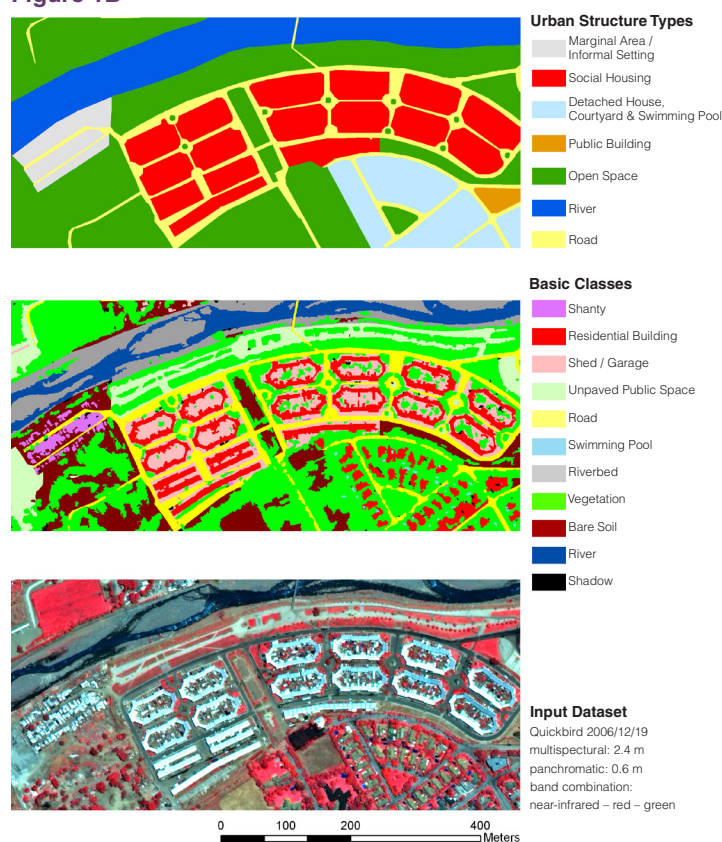 Urban Structure Types
Marginal Area /
Informal Setting
Social Housing
Detached House,
Courtyard & Swimming Pool
Public Building
Open Space
River
Road
Basic Classes
Shanty
Residential Building
Shed / Garage
Unpaved Public Space
Road
Swimming Pool
Riverbed
Vegetation
Bare Soil
River
Shadow
Input Dataset
Quickbird 2006/12/19
multispectural: 2.4 m
panchromatic: 0.6 m
band combination:
near-infrared – red – green
0 100 200 400
Meters